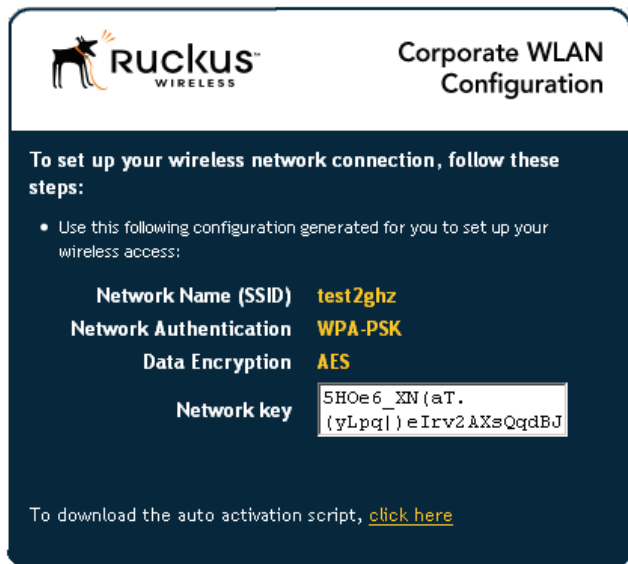 RUCKUS™
WIRELESS
Corporate WLAN
Configuration
To set up your wireless network connection, follow these
steps:
• Use this following configuration generated for you to set up your
wireless access:
Network Name (SSID) test2ghz
Network Authentication WPA-PSK
Data Encryption AES
Network key 5HOe6_XN(aT.
(yLpq|)eIrv2AXsQqdBJ
To download the auto activation script, click here